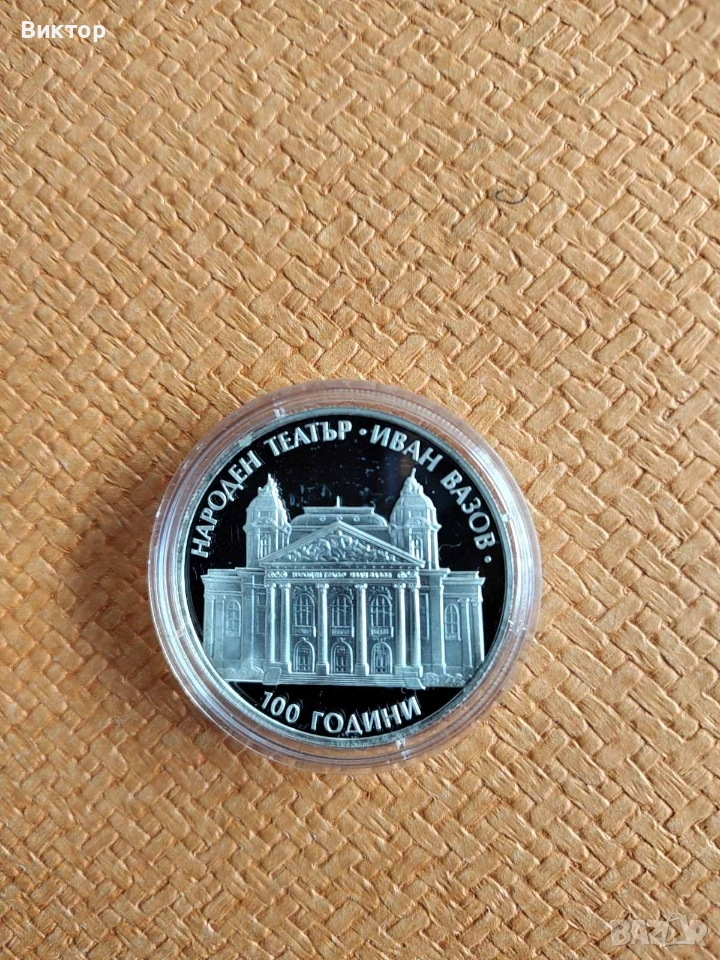 Виктор
НАРОДЕН ТЕАТЪР · ИВАН ВАЗОВ ·
100 ГОДИНИ
BAZAR